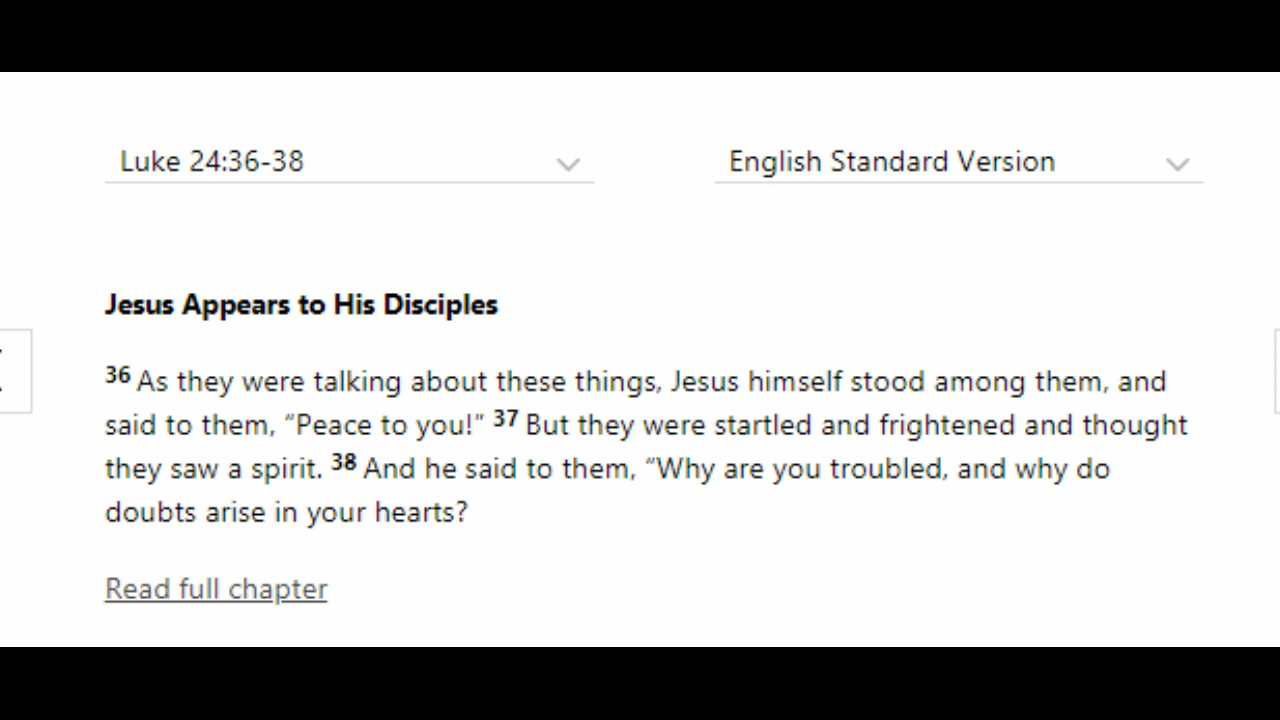 Luke 24:36-38
English Standard Version
Jesus Appears to His Disciples
36 As they were talking about these things, Jesus himself stood among them, and
said to them, “Peace to you!” 37 But they were startled and frightened and thought
they saw a spirit. 38 And he said to them, “Why are you troubled, and why do
doubts arise in your hearts?
Read full chapter